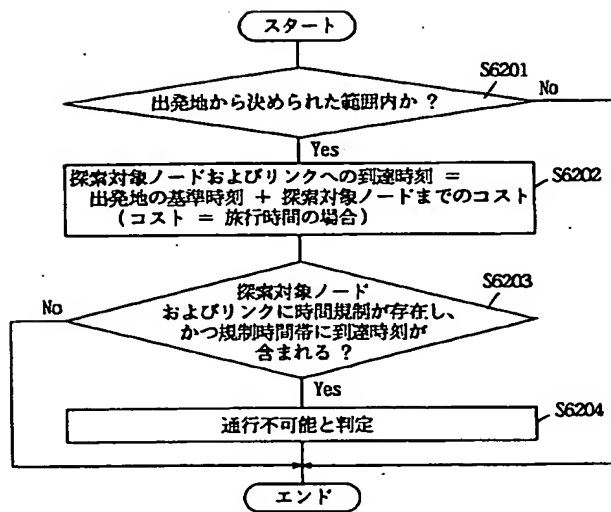 スタート
S6201
出発地から決められた範囲内か ?
No
Yes
S6202
探索対象ノードおよびリンクへの到達時刻 =
出発地の基準時刻 + 探索対象ノードまでのコスト
(コスト = 旅行時間の場合)
S6203
No
探索対象ノード
およびリンクに時間規制が存在し、
かつ規制時間帯に到達時刻が
含まれる ?
Yes
S6204
通行不可能と判定
エンド